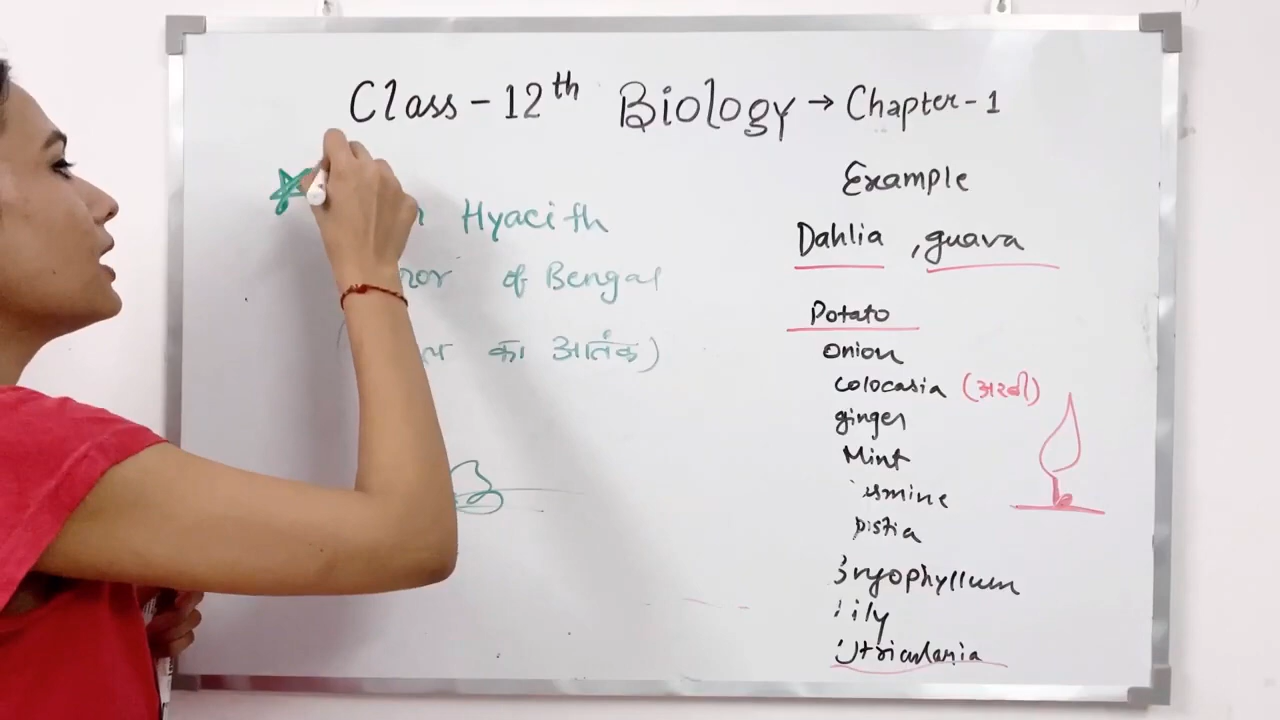 Class - 12th Biology → Chapter - 1
Hyacith
of Bengal
का आतंक)
Example
Dahlia , guava
Potato
onion
colocasia (अरबी)
ginger
Mint
pistia
Utricularia